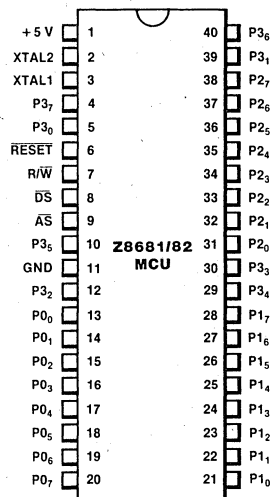 +5 V 1 40 P3₆
XTAL2 2 39 P3₁
XTAL1 3 38 P2₇
P3₇ 4 37 P2₆
P3₀ 5 36 P2₅
R̅E̅S̅E̅T̅ 6 35 P2₄
R/W̅ 7 34 P2₃
D̅S̅ 8 33 P2₂
A̅S̅ 9 32 P2₁
P3₅ 10 31 P2₀
Z8681/82
MCU
GND 11 30 P3₃
P3₂ 12 29 P3₄
P0₀ 13 28 P1₇
P0₁ 14 27 P1₆
P0₂ 15 26 P1₅
P0₃ 16 25 P1₄
P0₄ 17 24 P1₃
P0₅ 18 23 P1₂
P0₆ 19 22 P1₁
P0₇ 20 21 P1₀